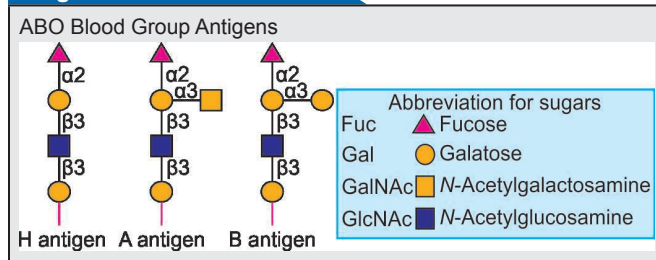 ABO Blood Group Antigens
α2
β3
β3
α2
α3
β3
β3
α2
α3
β3
β3
H antigen
A antigen
B antigen
Abbreviation for sugars
Fuc Fucose
Gal Galatose
GalNAc N-Acetylgalactosamine
GlcNAc N-Acetylglucosamine